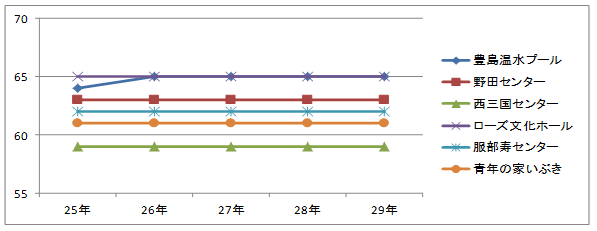 70
65
60
55
25年 26年 27年 28年 29年
豊島温水プール
野田センター
西三国センター
ローズ文化ホール
服部寿センター
青年の家いぶき